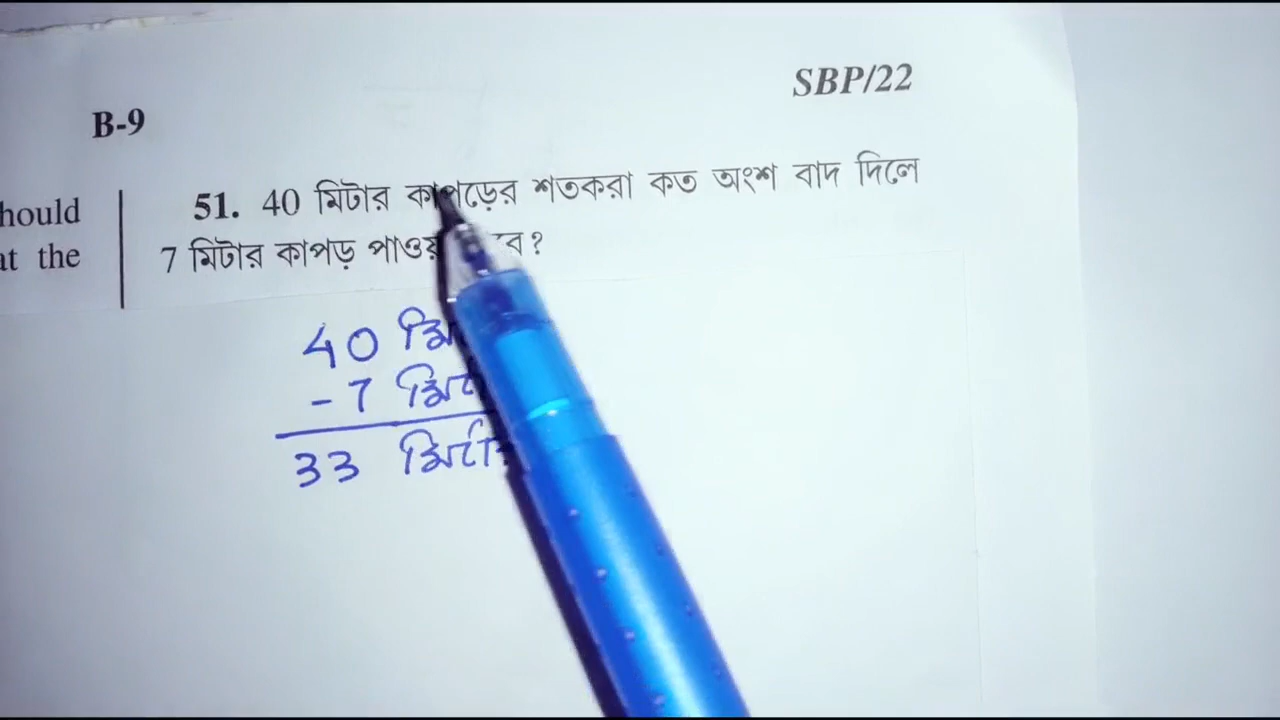 SBP/22
B-9
hould
at the
51. 40 মিটার কাপড়ের শতকরা কত অংশ বাদ দিলে
7 মিটার কাপড়
?
40
- 7
33